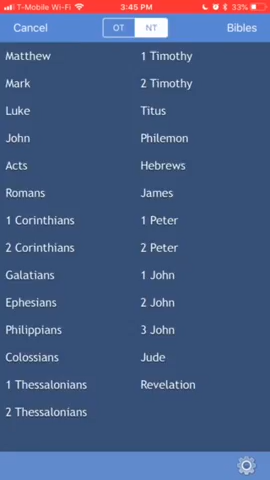 T-Mobile Wi-Fi 3:45 PM 33%
Cancel OT NT Bibles
Matthew 1 Timothy
Mark 2 Timothy
Luke Titus
John Philemon
Acts Hebrews
Romans James
1 Corinthians 1 Peter
2 Corinthians 2 Peter
Galatians 1 John
Ephesians 2 John
Philippians 3 John
Colossians Jude
1 Thessalonians Revelation
2 Thessalonians